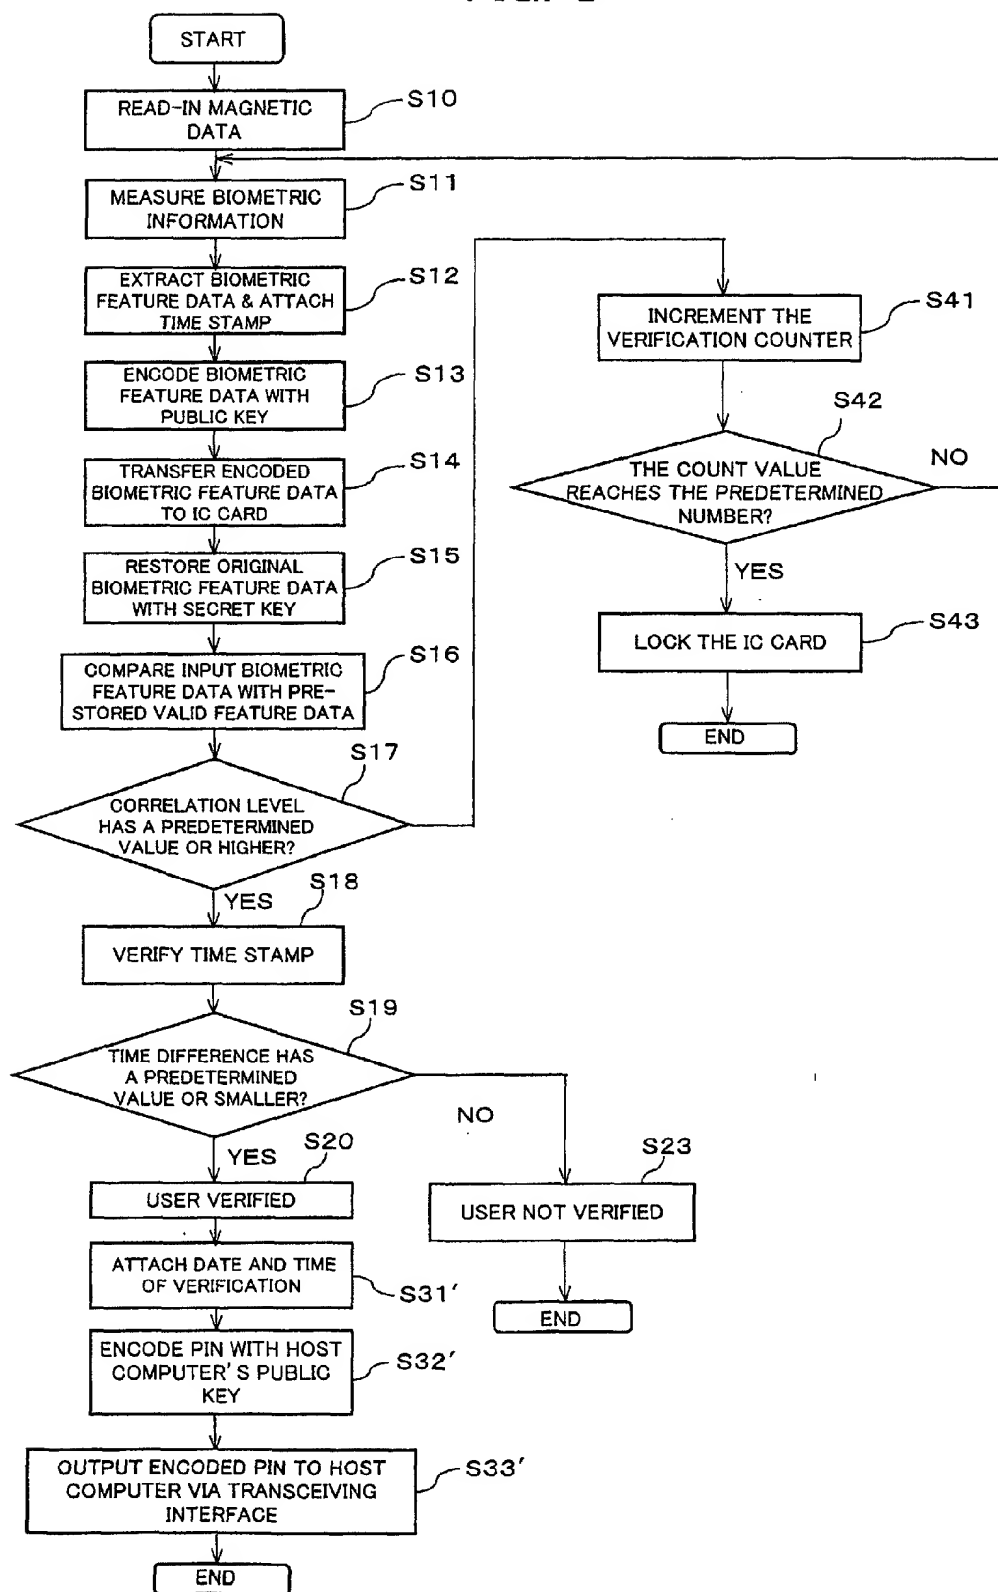 START
READ-IN MAGNETIC
DATA
S10
MEASURE BIOMETRIC
INFORMATION
S11
EXTRACT BIOMETRIC
FEATURE DATA & ATTACH
TIME STAMP
S12
ENCODE BIOMETRIC
FEATURE DATA WITH
PUBLIC KEY
S13
TRANSFER ENCODED
BIOMETRIC FEATURE DATA
TO IC CARD
S14
RESTORE ORIGINAL
BIOMETRIC FEATURE DATA
WITH SECRET KEY
S15
COMPARE INPUT BIOMETRIC
FEATURE DATA WITH PRE-
STORED VALID FEATURE DATA
S16
CORRELATION LEVEL
HAS A PREDETERMINED
VALUE OR HIGHER?
S17
YES
VERIFY TIME STAMP
S18
TIME DIFFERENCE HAS
A PREDETERMINED
VALUE OR SMALLER?
S19
NO
YES
USER VERIFIED
S20
ATTACH DATE AND TIME
OF VERIFICATION
S31'
ENCODE PIN WITH HOST
COMPUTER'S PUBLIC
KEY
S32'
OUTPUT ENCODED PIN TO HOST
COMPUTER VIA TRANSCEIVING
INTERFACE
S33'
END
USER NOT VERIFIED
S23
END
INCREMENT THE
VERIFICATION COUNTER
S41
THE COUNT VALUE
REACHES THE PREDETERMINED
NUMBER?
S42
NO
YES
LOCK THE IC CARD
S43
END